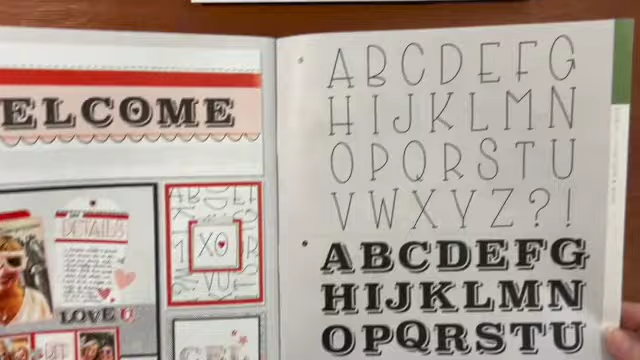 ELCOME
DETAILS
XO
LOVE U
ABCDEFG
HIJKLMN
OPQRSTU
VWXYZ?!
ABCDEFG
HIJKLMN
OPQRSTU